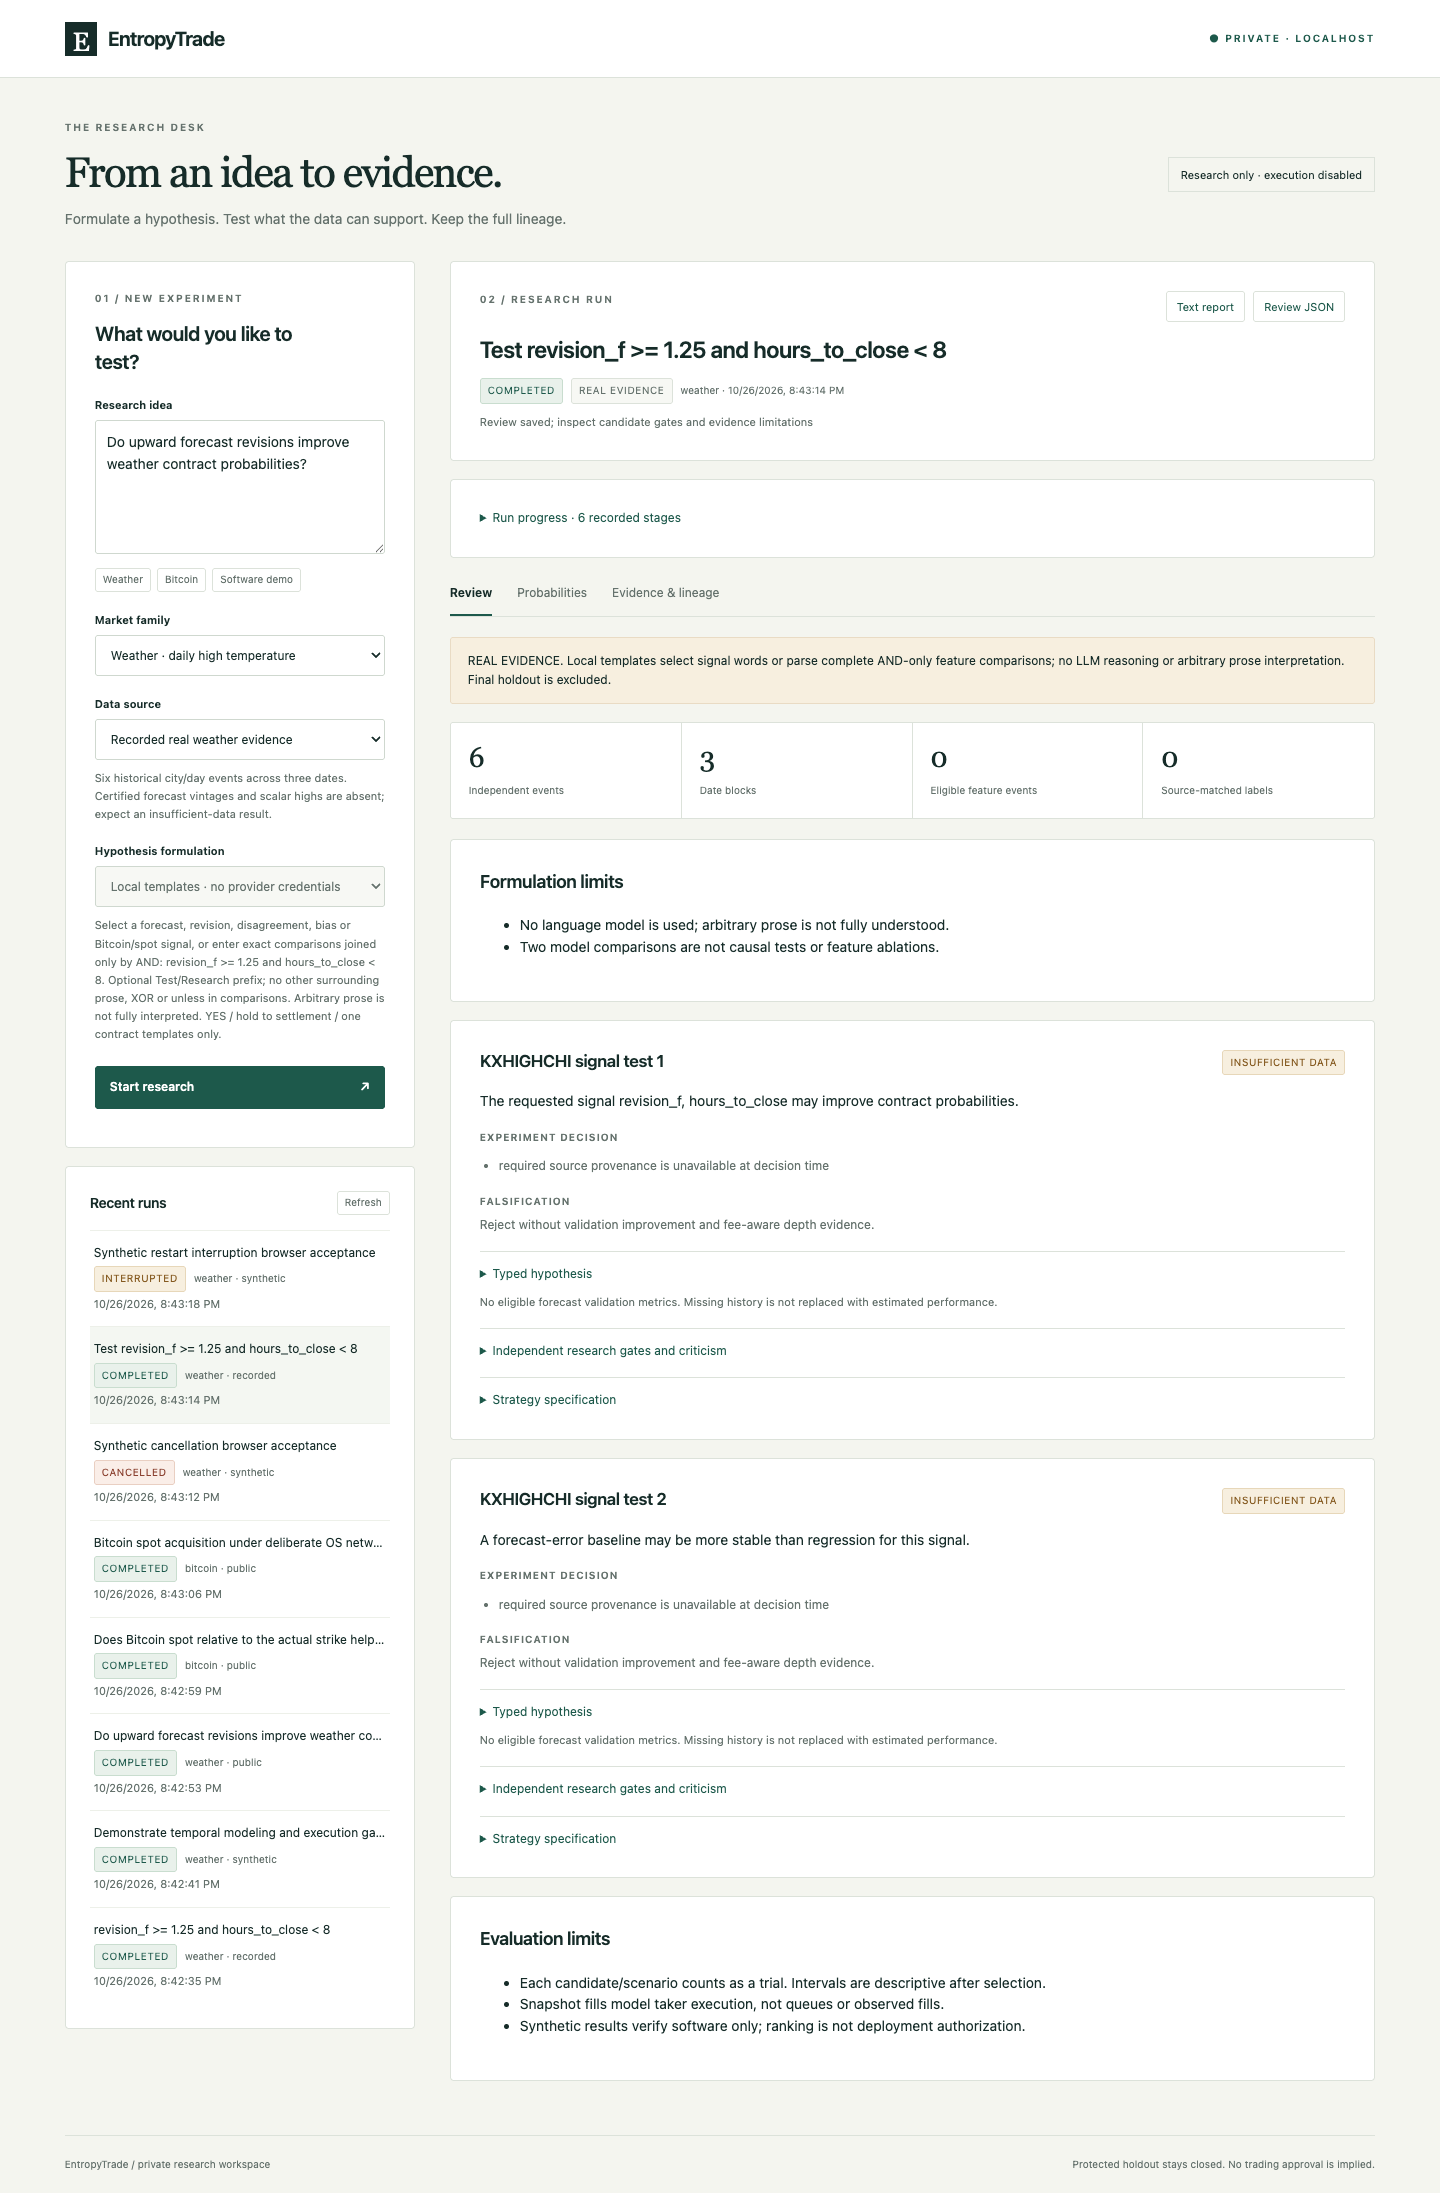 E EntropyTrade
PRIVATE · LOCALHOST
THE RESEARCH DESK
From an idea to evidence.
Research only · execution disabled
Formulate a hypothesis. Test what the data can support. Keep the full lineage.
01 / NEW EXPERIMENT
What would you like to
test?
Research idea
Do upward forecast revisions improve
weather contract probabilities?
Weather
Bitcoin
Software demo
Market family
Weather · daily high temperature
Data source
Recorded real weather evidence
Six historical city/day events across three dates.
Certified forecast vintages and scalar highs are absent;
expect an insufficient-data result.
Hypothesis formulation
Local templates · no provider credentials
Select a forecast, revision, disagreement, bias or
Bitcoin/spot signal, or enter exact comparisons joined
only by AND: revision_f >= 1.25 and hours_to_close <
8. Optional Test/Research prefix; no other surrounding
prose, XOR or unless in comparisons. Arbitrary prose is
not fully interpreted. YES / hold to settlement / one
contract templates only.
Start research ↗
Recent runs
Refresh
Synthetic restart interruption browser acceptance
INTERRUPTED weather · synthetic
10/26/2026, 8:43:18 PM
Test revision_f >= 1.25 and hours_to_close < 8
COMPLETED weather · recorded
10/26/2026, 8:43:14 PM
Synthetic cancellation browser acceptance
CANCELLED weather · synthetic
10/26/2026, 8:43:12 PM
Bitcoin spot acquisition under deliberate OS netw...
COMPLETED bitcoin · public
10/26/2026, 8:43:06 PM
Does Bitcoin spot relative to the actual strike help...
COMPLETED bitcoin · public
10/26/2026, 8:42:59 PM
Do upward forecast revisions improve weather co...
COMPLETED weather · public
10/26/2026, 8:42:53 PM
Demonstrate temporal modeling and execution ga...
COMPLETED weather · synthetic
10/26/2026, 8:42:41 PM
revision_f >= 1.25 and hours_to_close < 8
COMPLETED weather · recorded
10/26/2026, 8:42:35 PM
02 / RESEARCH RUN
Text report
Review JSON
Test revision_f >= 1.25 and hours_to_close < 8
COMPLETED REAL EVIDENCE weather · 10/26/2026, 8:43:14 PM
Review saved; inspect candidate gates and evidence limitations
▶ Run progress · 6 recorded stages
Review
Probabilities
Evidence & lineage
REAL EVIDENCE. Local templates select signal words or parse complete AND-only feature comparisons; no LLM reasoning or arbitrary prose interpretation.
Final holdout is excluded.
6
Independent events
3
Date blocks
0
Eligible feature events
0
Source-matched labels
Formulation limits
• No language model is used; arbitrary prose is not fully understood.
• Two model comparisons are not causal tests or feature ablations.
KXHIGHCHI signal test 1
INSUFFICIENT DATA
The requested signal revision_f, hours_to_close may improve contract probabilities.
EXPERIMENT DECISION
• required source provenance is unavailable at decision time
FALSIFICATION
Reject without validation improvement and fee-aware depth evidence.
▶ Typed hypothesis
No eligible forecast validation metrics. Missing history is not replaced with estimated performance.
▶ Independent research gates and criticism
▶ Strategy specification
KXHIGHCHI signal test 2
INSUFFICIENT DATA
A forecast-error baseline may be more stable than regression for this signal.
EXPERIMENT DECISION
• required source provenance is unavailable at decision time
FALSIFICATION
Reject without validation improvement and fee-aware depth evidence.
▶ Typed hypothesis
No eligible forecast validation metrics. Missing history is not replaced with estimated performance.
▶ Independent research gates and criticism
▶ Strategy specification
Evaluation limits
• Each candidate/scenario counts as a trial. Intervals are descriptive after selection.
• Snapshot fills model taker execution, not queues or observed fills.
• Synthetic results verify software only; ranking is not deployment authorization.
EntropyTrade / private research workspace
Protected holdout stays closed. No trading approval is implied.